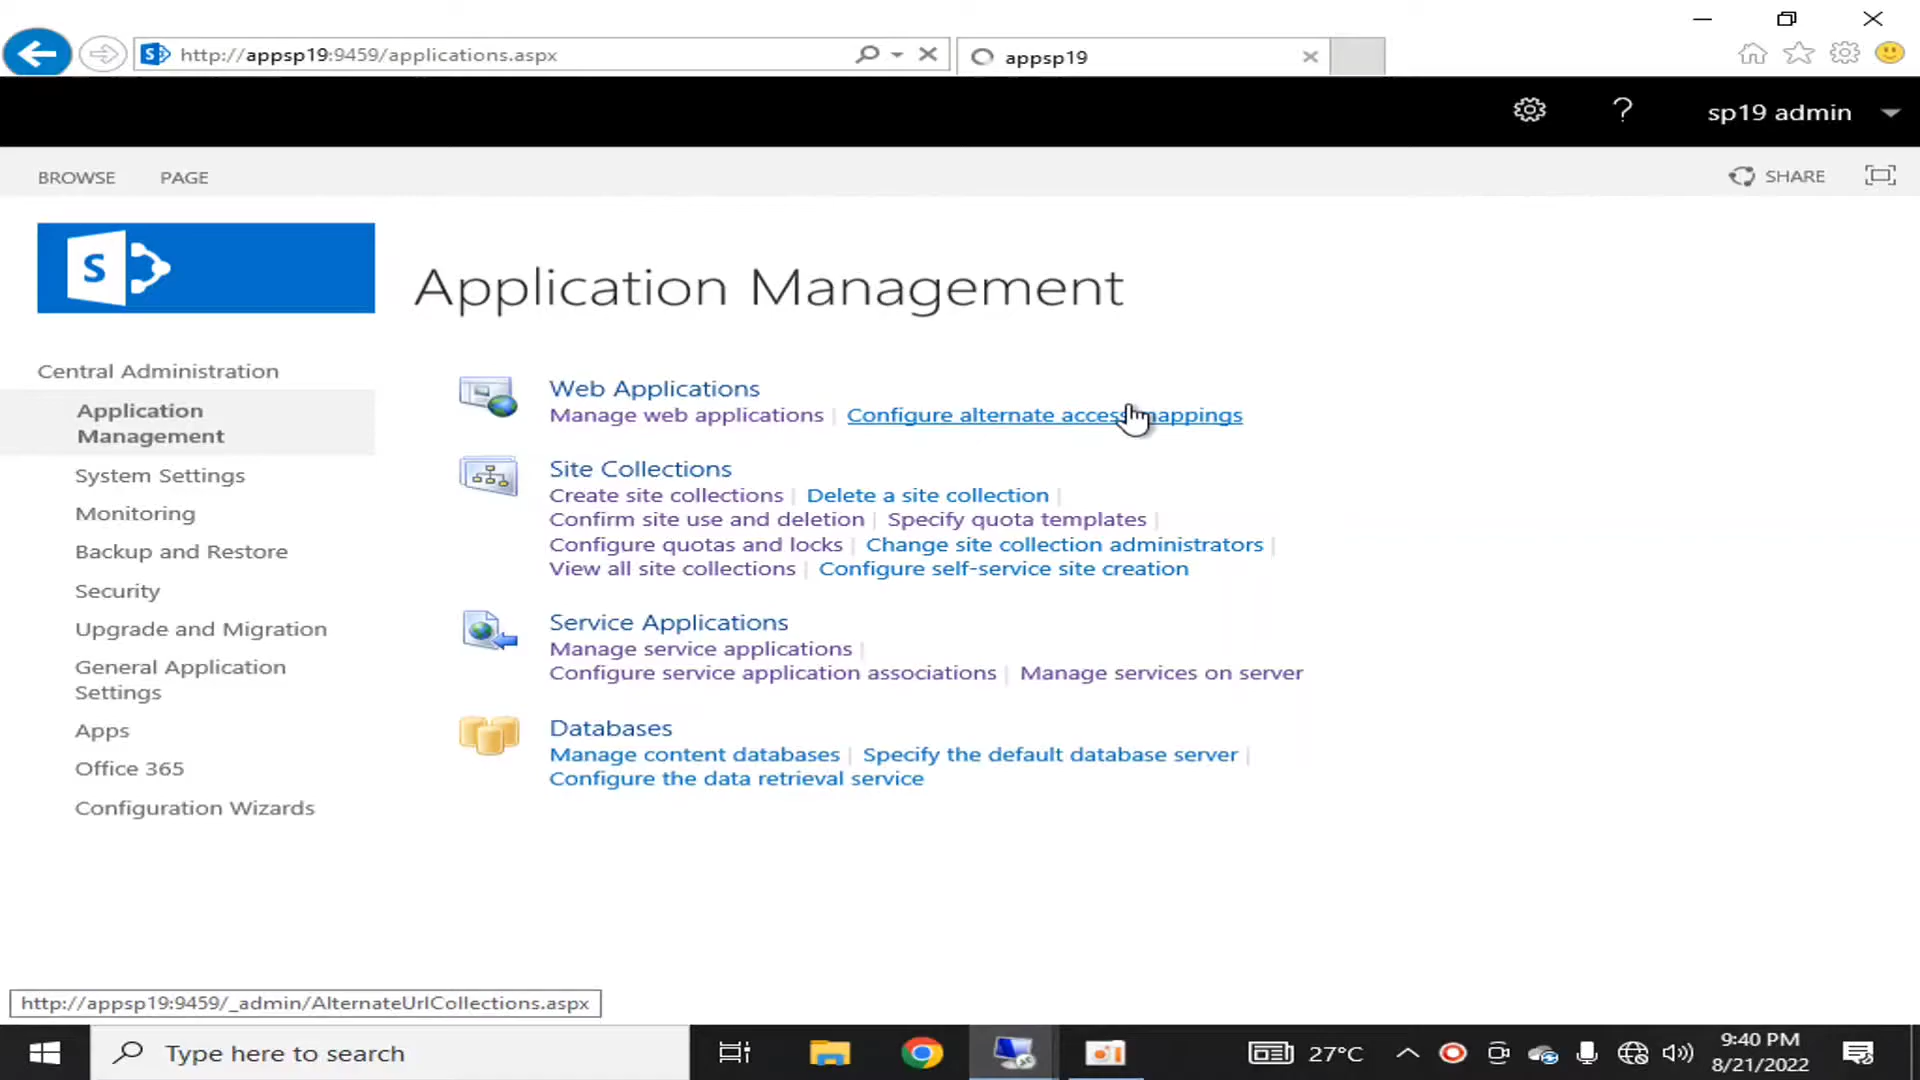 http://appsp19:9459/applications.aspx
appsp19
sp19 admin
BROWSE PAGE
SHARE
S
Application Management
Central Administration
Application
Management
System Settings
Monitoring
Backup and Restore
Security
Upgrade and Migration
General Application
Settings
Apps
Office 365
Configuration Wizards
Web Applications
Manage web applications | Configure alternate access mappings
Site Collections
Create site collections | Delete a site collection |
Confirm site use and deletion | Specify quota templates |
Configure quotas and locks | Change site collection administrators |
View all site collections | Configure self-service site creation
Service Applications
Manage service applications |
Configure service application associations | Manage services on server
Databases
Manage content databases | Specify the default database server |
Configure the data retrieval service
http://appsp19:9459/_admin/AlternateUrlCollections.aspx
Type here to search
27°C
9:40 PM
8/21/2022